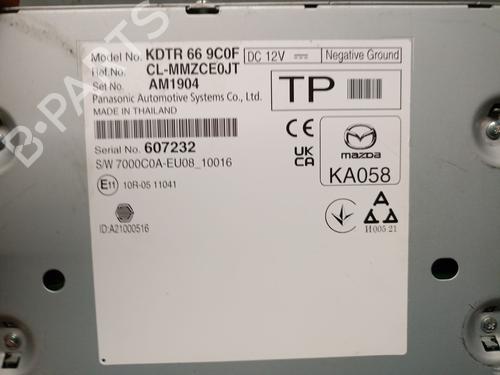 Model No. KDTR 66 9C0F
DC 12V
Negative Ground
Ref.No. CL-MMZCE0JT
Set No. AM1904
TP
Panasonic Automotive Systems Co., Ltd.
MADE IN THAILAND
Serial No. 607232
S/W 7000C0A-EU08_10016
CE
UK
CA
mazda
KA058
E11 10R-05 11041
ID:A21000516
II 005 21
B-PARTS